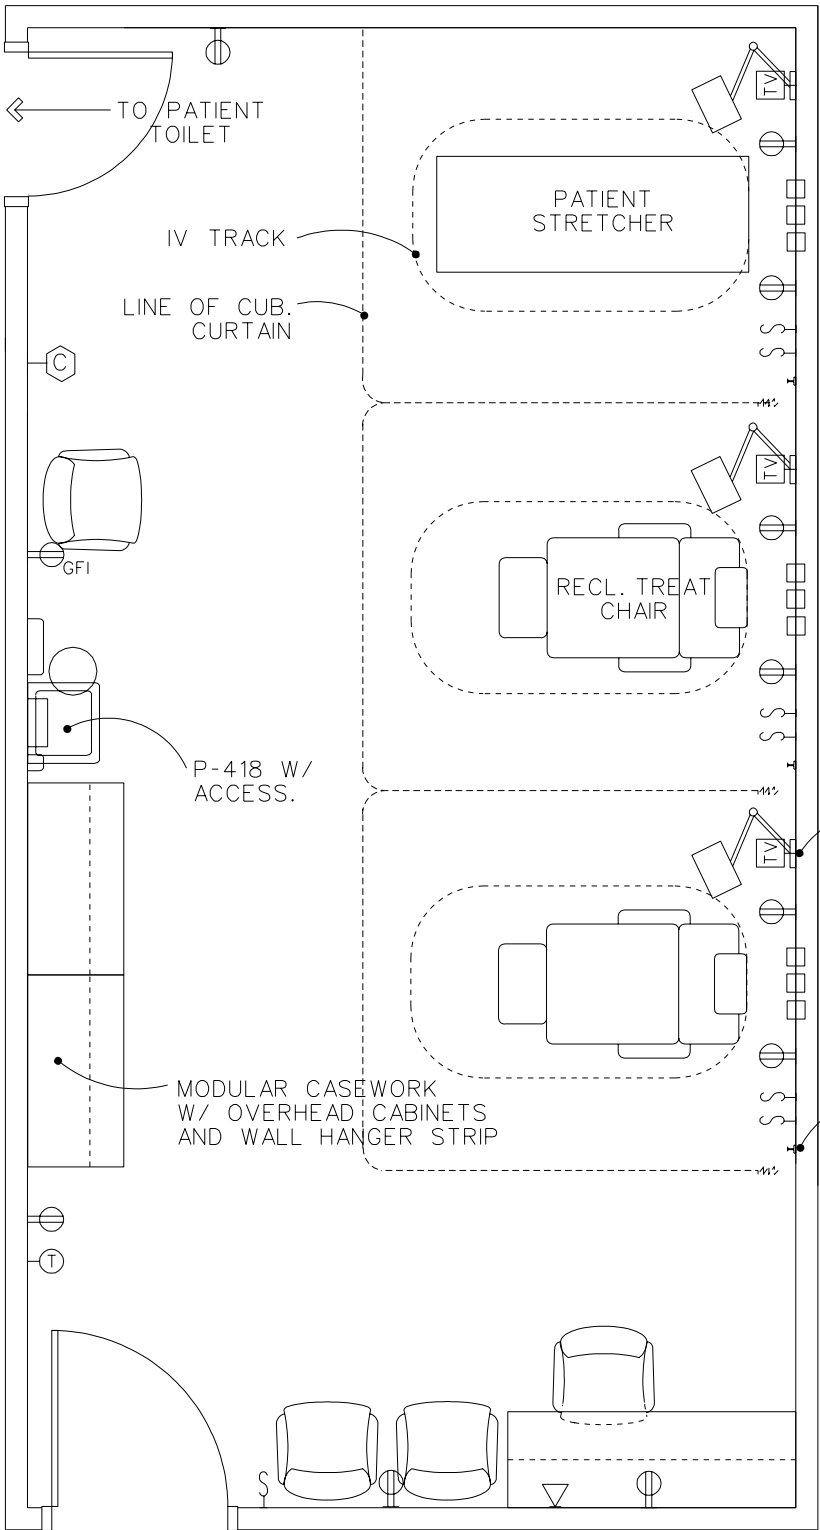 TV
TO PATIENT
TOILET
PATIENT
STRETCHER
IV TRACK
LINE OF CUB.
CURTAIN
C
TV
GFI
RECL. TREAT
CHAIR
P-418 W/
ACCESS.
TV
MODULAR CASEWORK
W/ OVERHEAD CABINETS
AND WALL HANGER STRIP
T
S